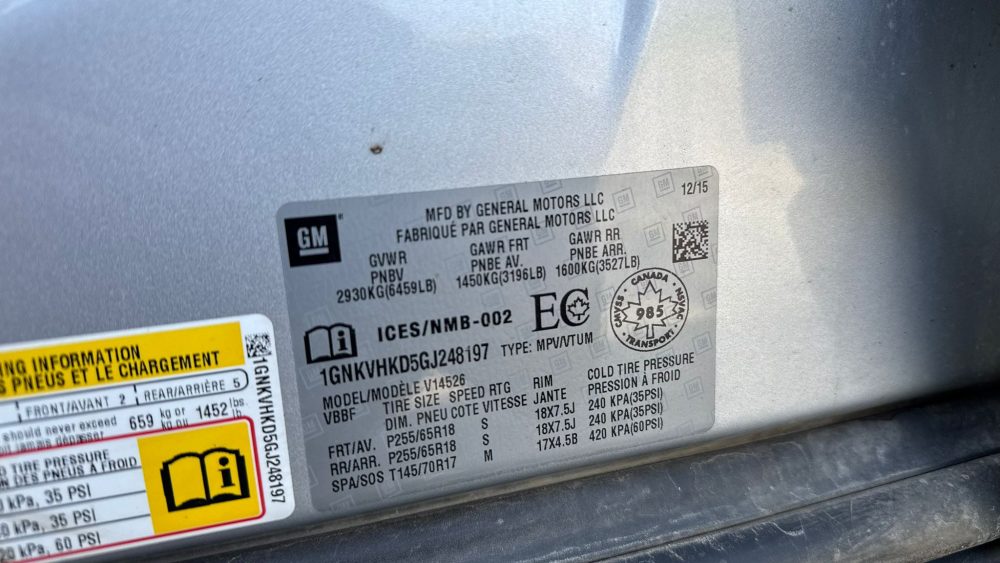 GM
MFD BY GENERAL MOTORS LLC
FABRIQUÉ PAR GENERAL MOTORS LLC
12/15
GVWR GAWR FRT GAWR RR
PNBV PNBE AV. PNBE ARR.
2930KG(6459LB) 1450KG(3196LB) 1600KG(3527LB)
ICES/NMB-002 EC
CANADA
CMVSS 985 NSVAC
TRANSPORT
1GNKVHKD5GJ248197 TYPE: MPV/VTUM
MODEL/MODÈLE V14526
VBBF TIRE SIZE SPEED RTG RIM COLD TIRE PRESSURE
DIM. PNEU COTE VITESSE JANTE PRESSION À FROID
FRT/AV. P255/65R18 S 18X7.5J 240 KPA(35PSI)
RR/ARR. P255/65R18 S 18X7.5J 240 KPA(35PSI)
SPA/SOS T145/70R17 M 17X4.5B 420 KPA(60PSI)
ING INFORMATION
S PNEUS ET LE CHARGEMENT
FRONT/AVANT 2 REAR/ARRIÈRE 5
should never exceed 659 kg or 1452 lbs.
jamais dépasser
TIRE PRESSURE
DES PNEUS À FROID
kPa, 35 PSI
kPa, 35 PSI
kPa, 60 PSI
1GNKVHKD5GJ248197